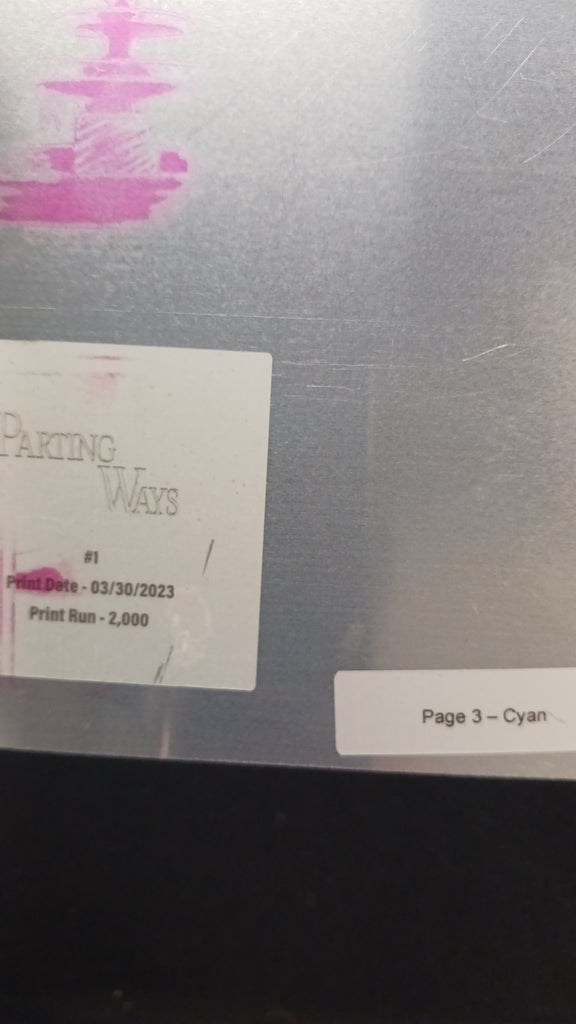 PARTING
WAYS
#1
Print Date - 03/30/2023
Print Run - 2,000
Page 3 – Cyan